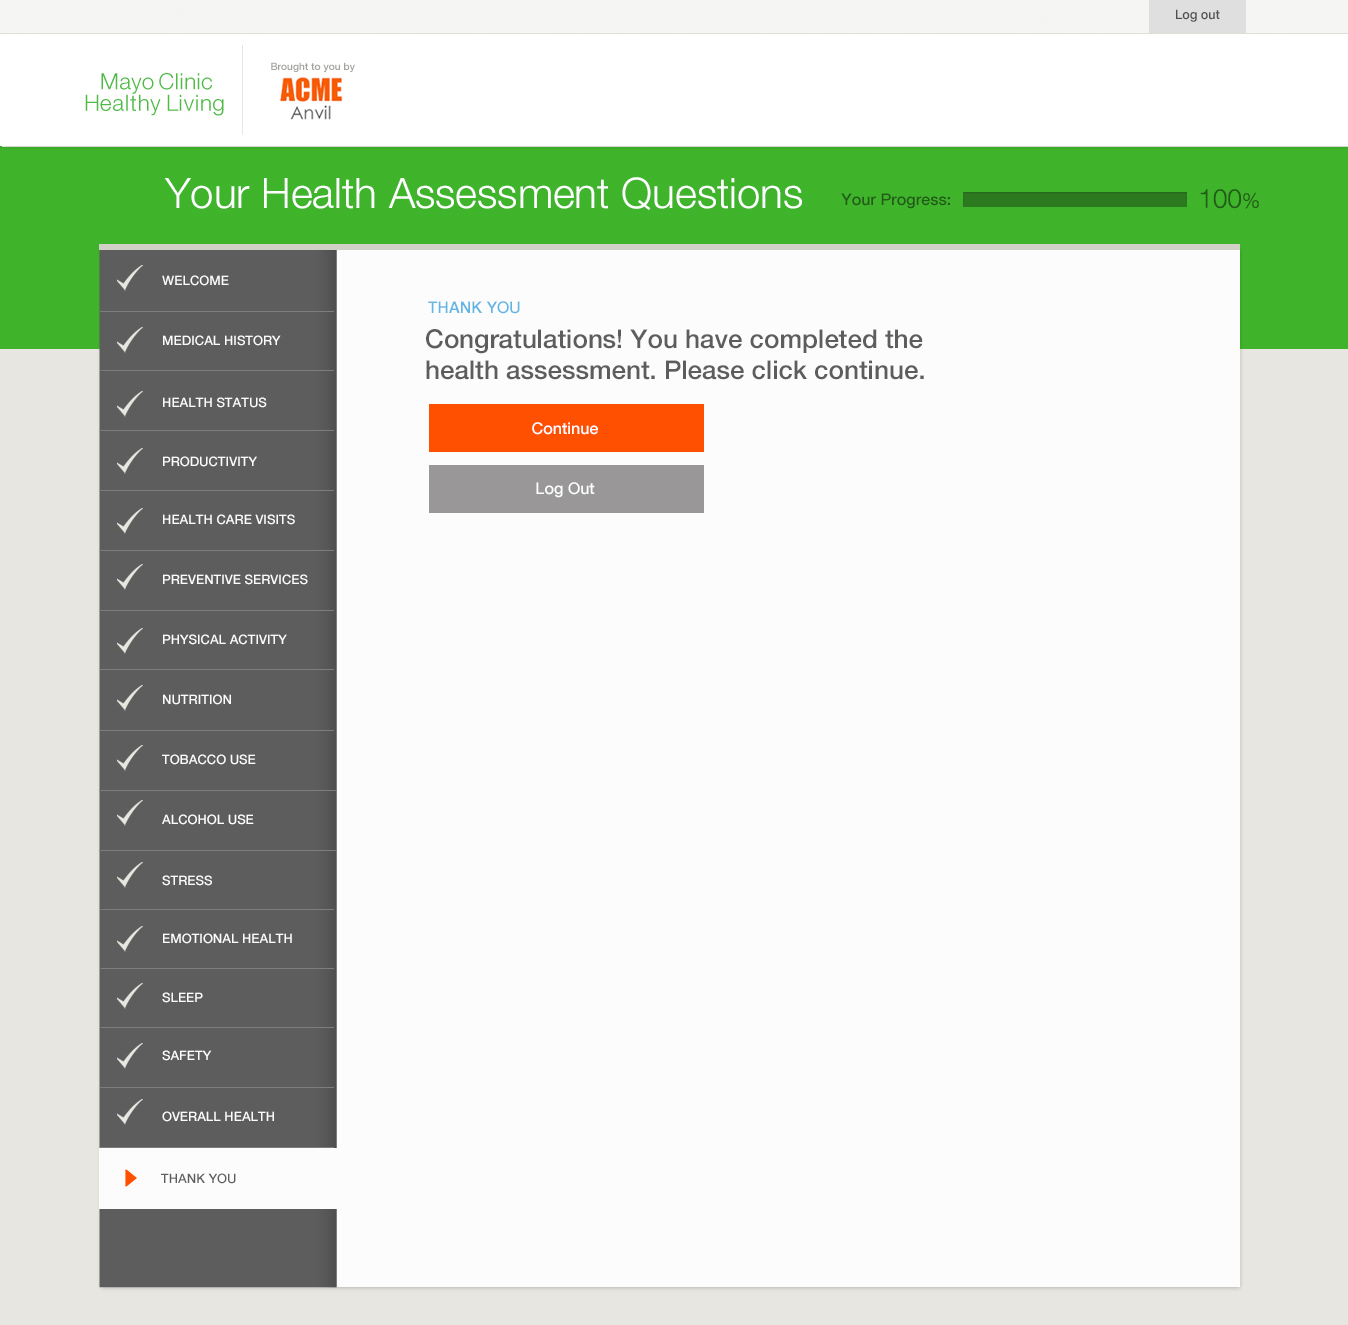 Log out
Mayo Clinic
Healthy Living
Brought to you by
ACME
Anvil
Your Health Assessment Questions
Your Progress:
100%
WELCOME
MEDICAL HISTORY
HEALTH STATUS
PRODUCTIVITY
HEALTH CARE VISITS
PREVENTIVE SERVICES
PHYSICAL ACTIVITY
NUTRITION
TOBACCO USE
ALCOHOL USE
STRESS
EMOTIONAL HEALTH
SLEEP
SAFETY
OVERALL HEALTH
THANK YOU
THANK YOU
Congratulations! You have completed the
health assessment. Please click continue.
Continue
Log Out